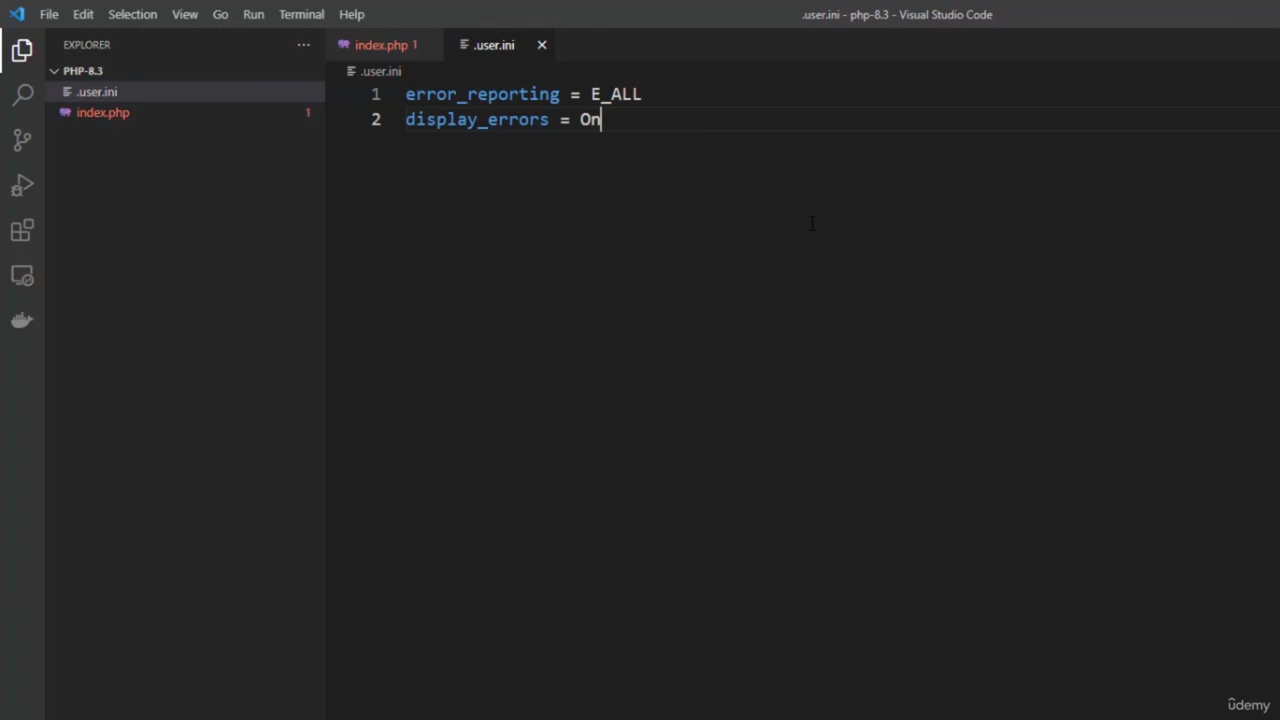 File Edit Selection View Go Run Terminal Help
.user.ini - php-8.3 - Visual Studio Code
EXPLORER
index.php 1
.user.ini
PHP-8.3
.user.ini
.user.ini
index.php 1
1 error_reporting = E_ALL
2 display_errors = On
ûdemy